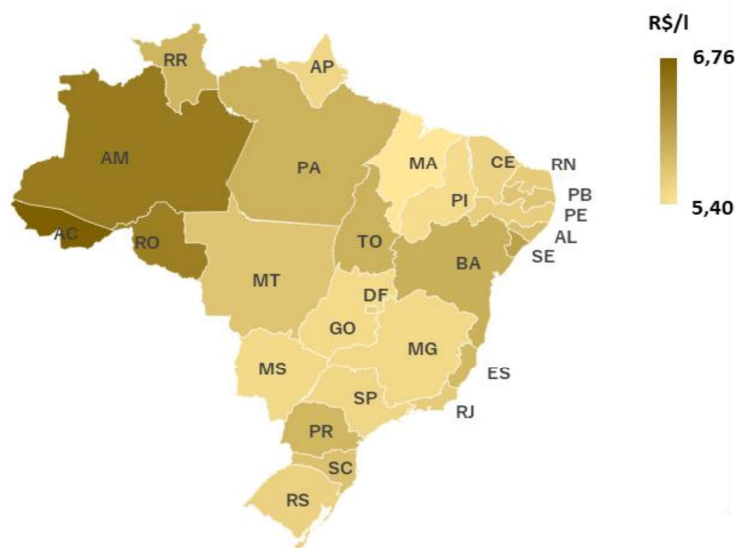 R$/l
6,76
5,40
RR
AP
AM
PA
MA
CE
RN
PI
PB
PE
AC
RO
TO
AL
BA
SE
MT
DF
GO
MG
MS
ES
SP
RJ
PR
SC
RS